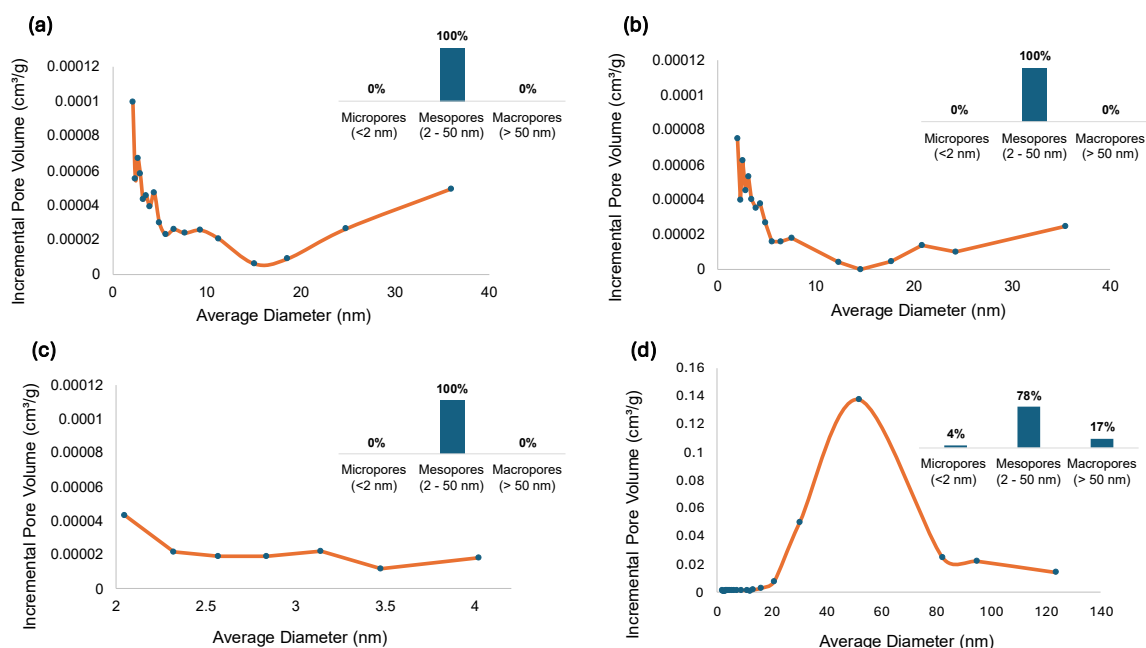 (a)
Incremental Pore Volume (cm³/g)
0.00012
0.0001
0.00008
0.00006
0.00004
0.00002
0
0 10 20 30 40
Average Diameter (nm)
0% 100% 0%
Micropores Mesopores Macropores
(<2 nm) (2 - 50 nm) (> 50 nm)
(b)
Incremental Pore Volume (cm³/g)
0.00012
0.0001
0.00008
0.00006
0.00004
0.00002
0
0 10 20 30 40
Average Diameter (nm)
0% 100% 0%
Micropores Mesopores Macropores
(<2 nm) (2 - 50 nm) (> 50 nm)
(c)
Incremental Pore Volume (cm³/g)
0.00012
0.0001
0.00008
0.00006
0.00004
0.00002
0
2 2.5 3 3.5 4
Average Diameter (nm)
0% 100% 0%
Micropores Mesopores Macropores
(<2 nm) (2 - 50 nm) (> 50 nm)
(d)
Incremental Pore Volume (cm³/g)
0.16
0.14
0.12
0.1
0.08
0.06
0.04
0.02
0
0 20 40 60 80 100 120 140
Average Diameter (nm)
4% 78% 17%
Micropores Mesopores Macropores
(<2 nm) (2 - 50 nm) (> 50 nm)